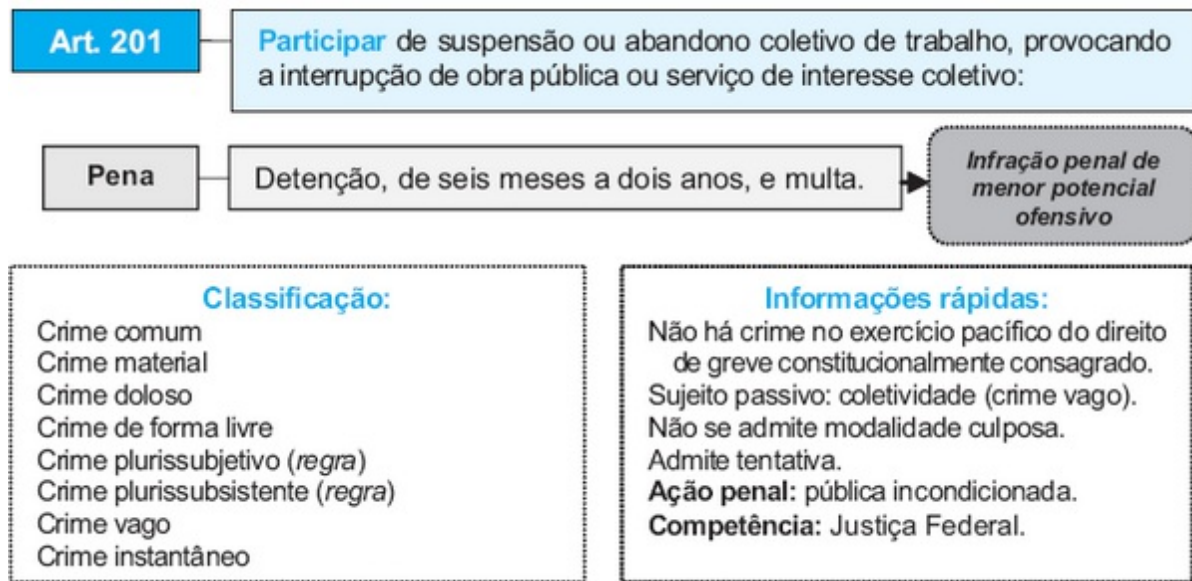 Art. 201
Participar de suspensão ou abandono coletivo de trabalho, provocando
a interrupção de obra pública ou serviço de interesse coletivo:
Pena
Detenção, de seis meses a dois anos, e multa.
Infração penal de
menor potencial
ofensivo
Classificação:
Crime comum
Crime material
Crime doloso
Crime de forma livre
Crime plurissubjetivo (regra)
Crime plurissubsistente (regra)
Crime vago
Crime instantâneo
Informações rápidas:
Não há crime no exercício pacífico do direito
de greve constitucionalmente consagrado.
Sujeito passivo: coletividade (crime vago).
Não se admite modalidade culposa.
Admite tentativa.
Ação penal: pública incondicionada.
Competência: Justiça Federal.